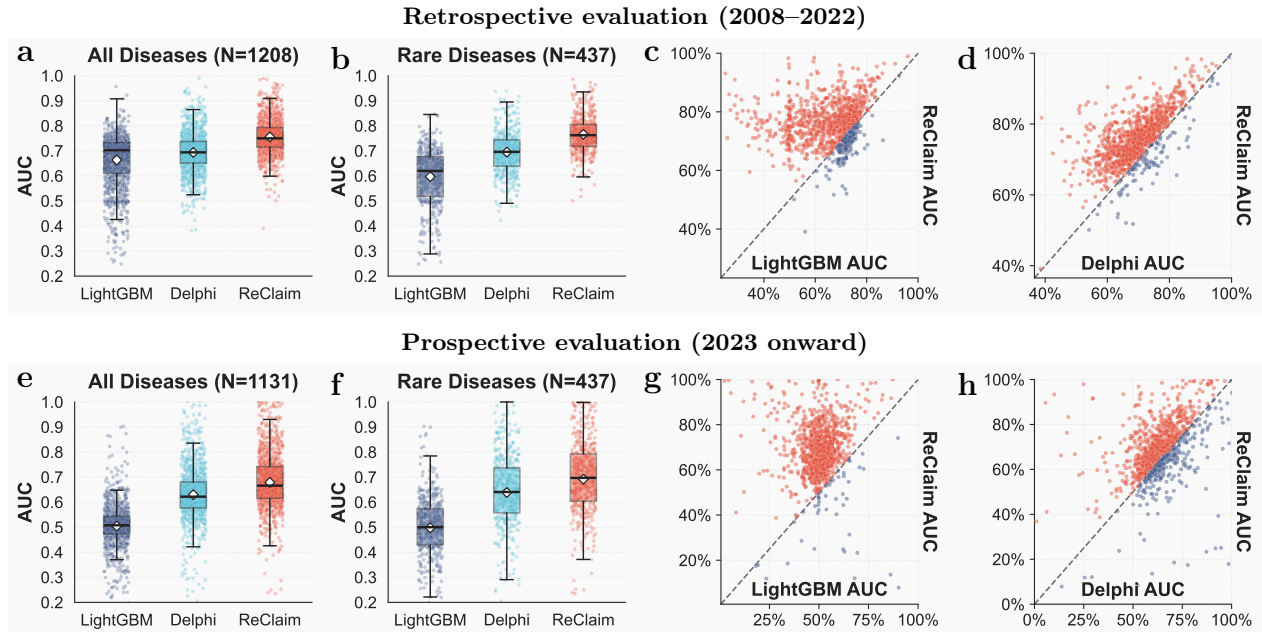 Retrospective evaluation (2008–2022)
a
All Diseases (N=1208)
AUC
1.0
0.9
0.8
0.7
0.6
0.5
0.4
0.3
0.2
LightGBM Delphi ReClaim
b
Rare Diseases (N=437)
AUC
1.0
0.9
0.8
0.7
0.6
0.5
0.4
0.3
0.2
LightGBM Delphi ReClaim
c
100%
80%
60%
40%
ReClaim AUC
LightGBM AUC
40% 60% 80% 100%
d
100%
80%
60%
40%
ReClaim AUC
Delphi AUC
40% 60% 80% 100%
Prospective evaluation (2023 onward)
e
All Diseases (N=1131)
AUC
1.0
0.9
0.8
0.7
0.6
0.5
0.4
0.3
0.2
LightGBM Delphi ReClaim
f
Rare Diseases (N=437)
AUC
1.0
0.9
0.8
0.7
0.6
0.5
0.4
0.3
0.2
LightGBM Delphi ReClaim
g
100%
80%
60%
40%
20%
ReClaim AUC
LightGBM AUC
25% 50% 75% 100%
h
100%
80%
60%
40%
20%
0%
ReClaim AUC
Delphi AUC
0% 25% 50% 75% 100%